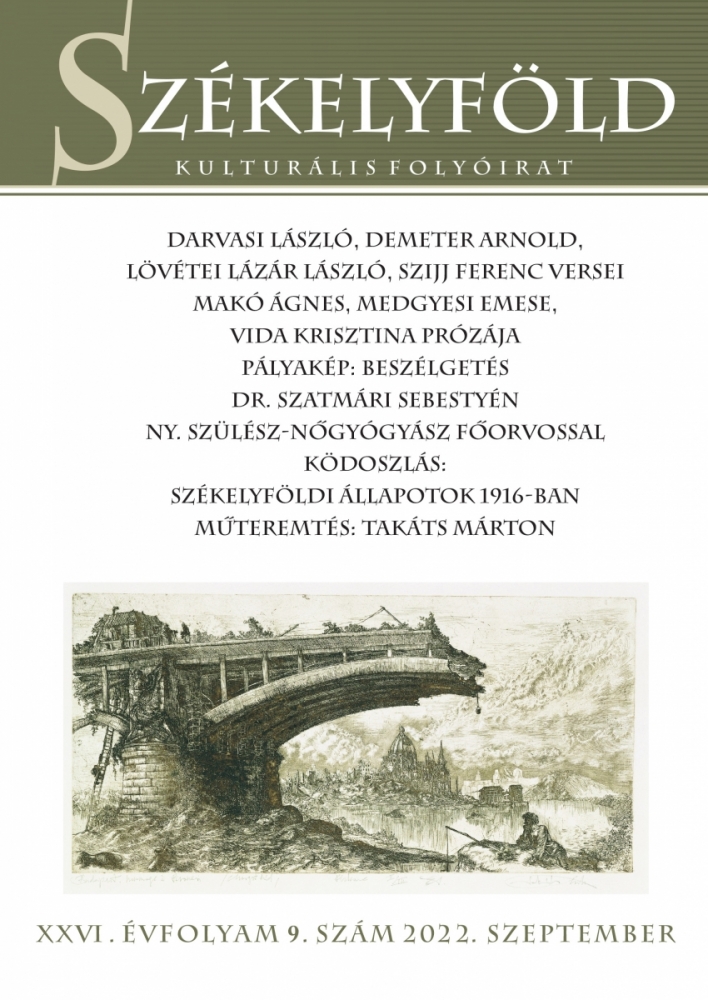 SZÉKELYFÖLD
KULTURÁLIS FOLYÓIRAT
DARVASI LÁSZLÓ, DEMETER ARNOLD,
LÖVÉTEI LÁZÁR LÁSZLÓ, SZIJJ FERENC VERSEI
MAKÓ ÁGNES, MEDGYESI EMESE,
VIDA KRISZTINA PRÓZÁJA
PÁLYAKÉP: BESZÉLGETÉS
DR. SZATMÁRI SEBESTYÉN
NY. SZÜLÉSZ-NŐGYÓGYÁSZ FŐORVOSSAL
KÖDOSZLÁS:
SZÉKELYFÖLDI ÁLLAPOTOK 1916-BAN
MŰTEREMTÉS: TAKÁTS MÁRTON
XXVI. ÉVFOLYAM 9. SZÁM 2022. SZEPTEMBER